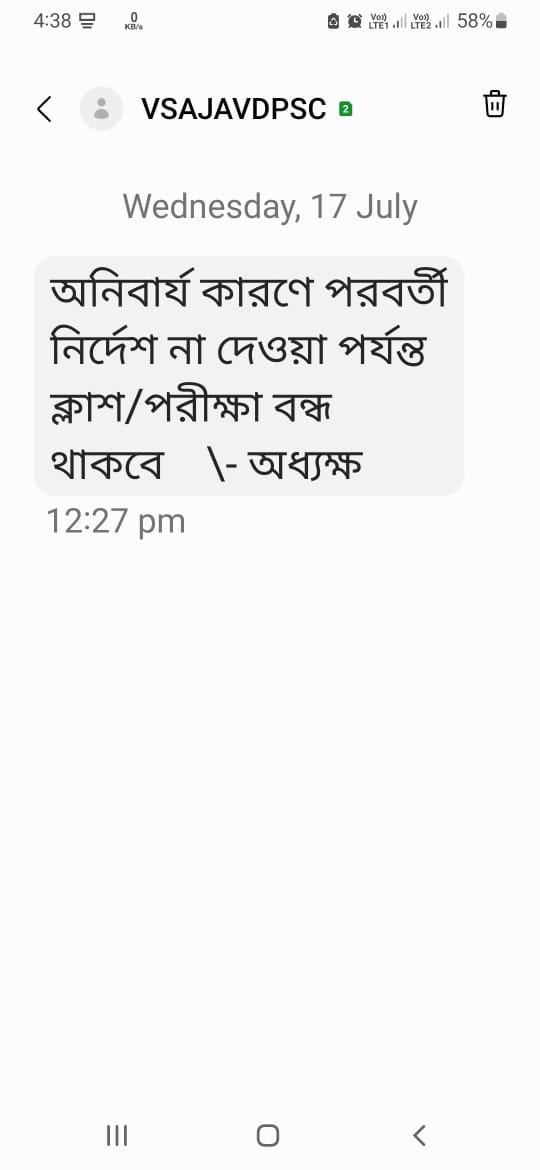 4:38 0 KB/s Vo)) LTE1 Vo)) LTE2 58%
VSAJAVDPSC 2
Wednesday, 17 July
অনিবার্য কারণে পরবর্তী
নির্দেশ না দেওয়া পর্যন্ত
ক্লাশ/পরীক্ষা বন্ধ
থাকবে \- অধ্যক্ষ
12:27 pm